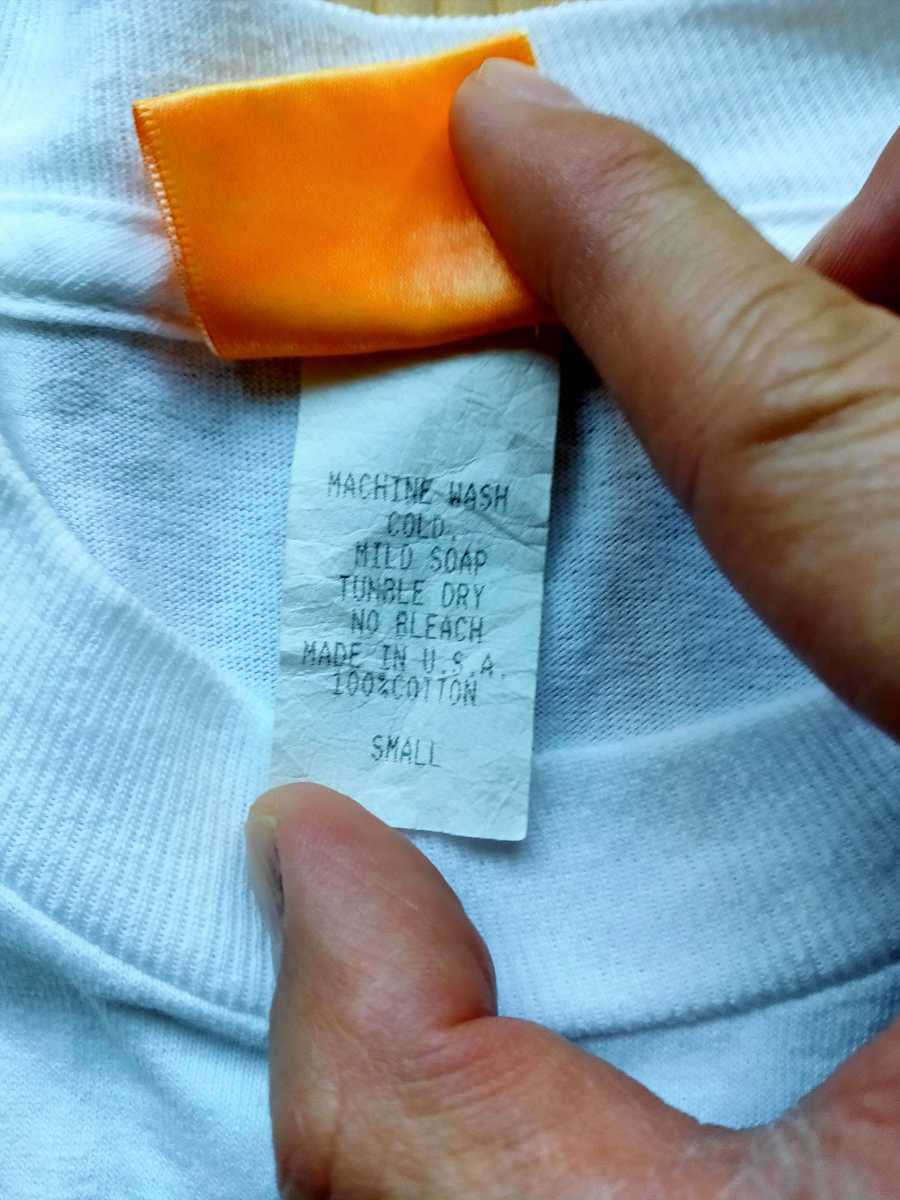 MACHINE WASH
COLD,
MILD SOAP
TUMBLE DRY
NO BLEACH
MADE IN U.S.A.
100%COTTON
SMALL